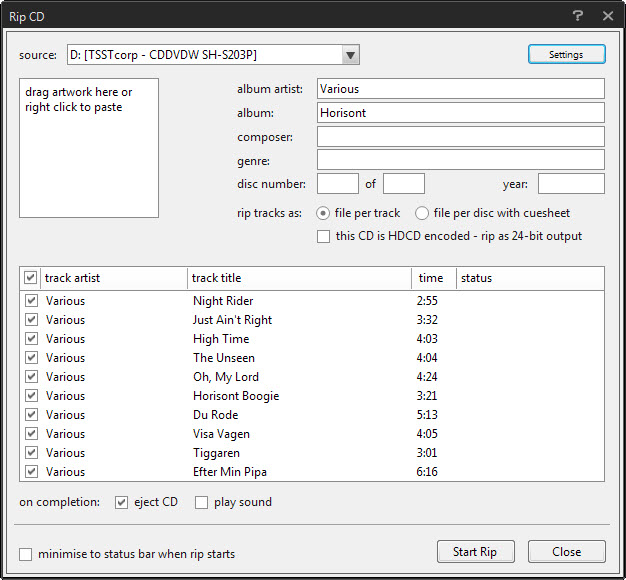 Rip CD
source: D: [TSSTcorp - CDDVDW SH-S203P] Settings
drag artwork here or
right click to paste
album artist: Various
album: Horisont
composer:
genre:
disc number: of year:
rip tracks as: file per track file per disc with cuesheet
this CD is HDCD encoded - rip as 24-bit output
track artist track title time status
Various Night Rider 2:55
Various Just Ain't Right 3:32
Various High Time 4:03
Various The Unseen 4:04
Various Oh, My Lord 4:24
Various Horisont Boogie 3:21
Various Du Rode 5:13
Various Visa Vagen 4:05
Various Tiggaren 3:01
Various Efter Min Pipa 6:16
on completion: eject CD play sound
minimise to status bar when rip starts Start Rip Close